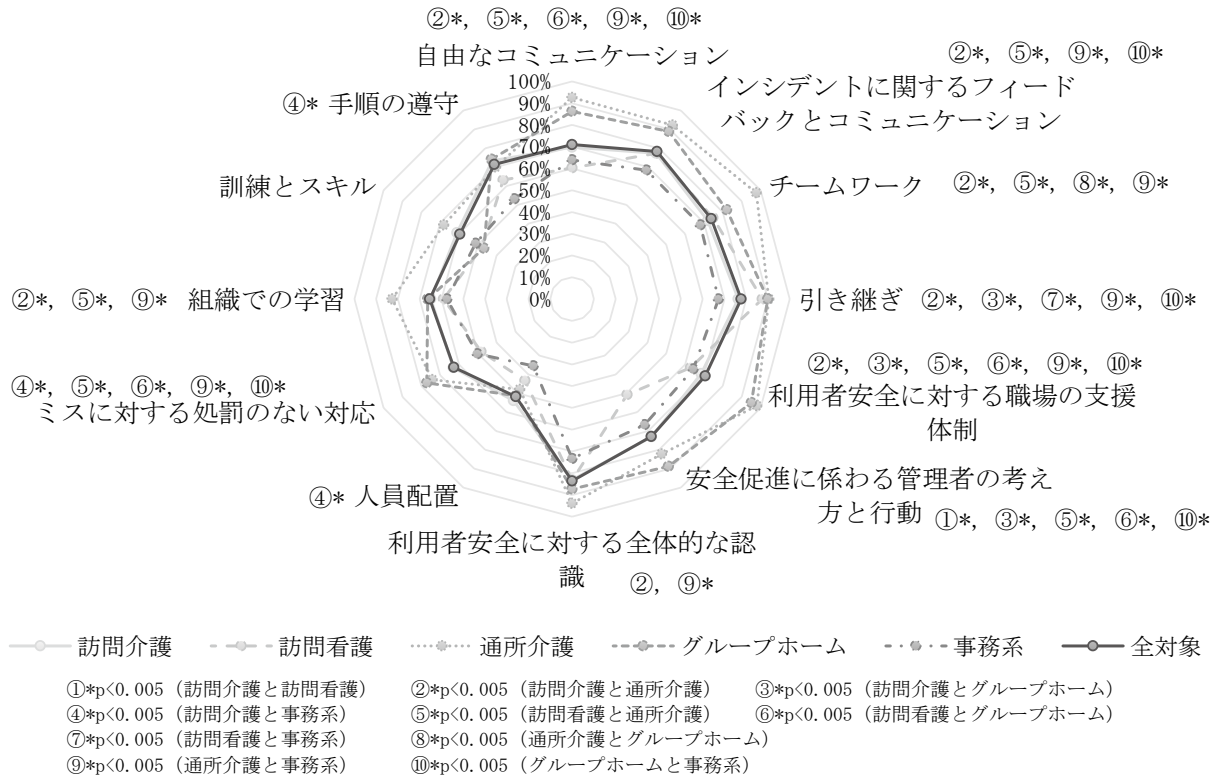 ②*, ⑤*, ⑥*, ⑨*, ⑩*
自由なコミュニケーション
②*, ⑤*, ⑨*, ⑩*
インシデントに関するフィード
バックとコミュニケーション
チームワーク ②*, ⑤*, ⑧*, ⑨*
引き継ぎ ②*, ③*, ⑦*, ⑨*, ⑩*
②*, ③*, ⑤*, ⑥*, ⑨*, ⑩*
利用者安全に対する職場の支援
体制
安全促進に係わる管理者の考え
方と行動 ①*, ③*, ⑤*, ⑥*, ⑩*
利用者安全に対する全体的な認
識 ②, ⑨*
④* 人員配置
④*, ⑤*, ⑥*, ⑨*, ⑩*
ミスに対する処罰のない対応
②*, ⑤*, ⑨* 組織での学習
訓練とスキル
④* 手順の遵守
100%
90%
80%
70%
60%
50%
40%
30%
20%
10%
0%
訪問介護 訪問看護 通所介護 グループホーム 事務系 全対象
①*p<0.005（訪問介護と訪問看護） ②*p<0.005（訪問介護と通所介護） ③*p<0.005（訪問介護とグループホーム）
④*p<0.005（訪問介護と事務系） ⑤*p<0.005（訪問看護と通所介護） ⑥*p<0.005（訪問看護とグループホーム）
⑦*p<0.005（訪問看護と事務系） ⑧*p<0.005（通所介護とグループホーム）
⑨*p<0.005（通所介護と事務系） ⑩*p<0.005（グループホームと事務系）